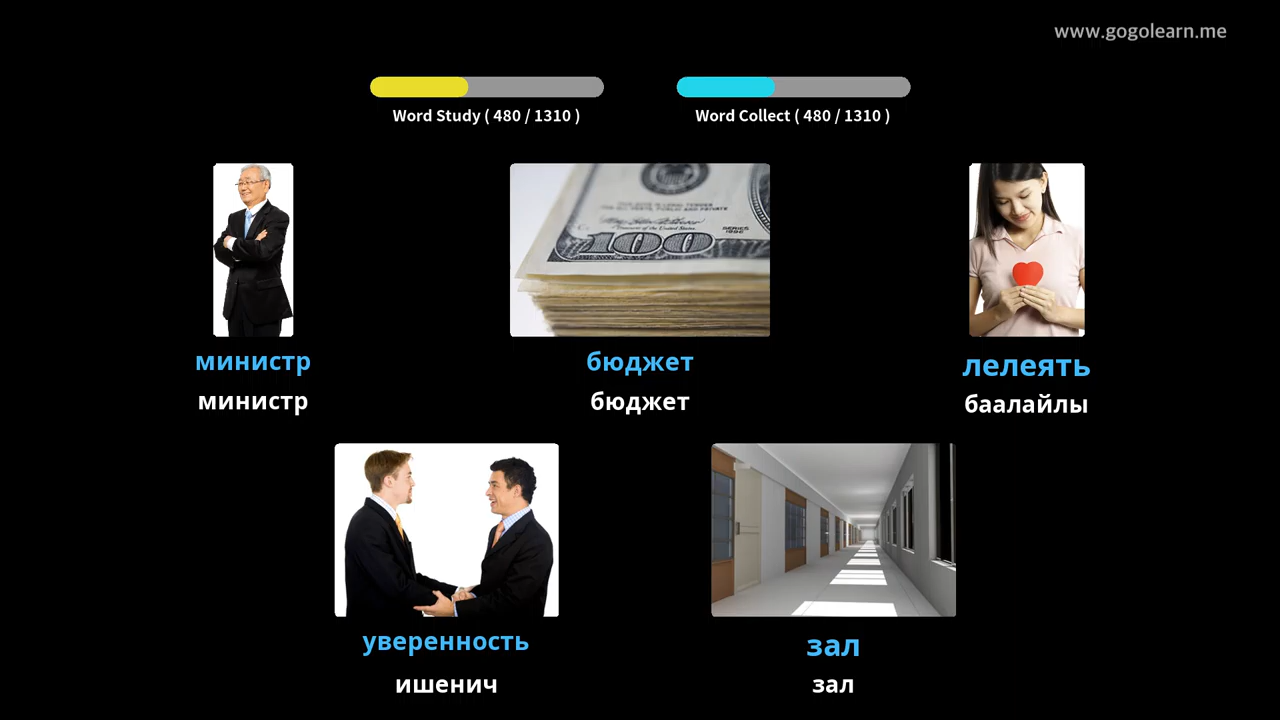 www.gogolearn.me
Word Study ( 480 / 1310 )
Word Collect ( 480 / 1310 )
министр
министр
бюджет
бюджет
лелеять
баалайлы
уверенность
ишенич
зал
зал
100